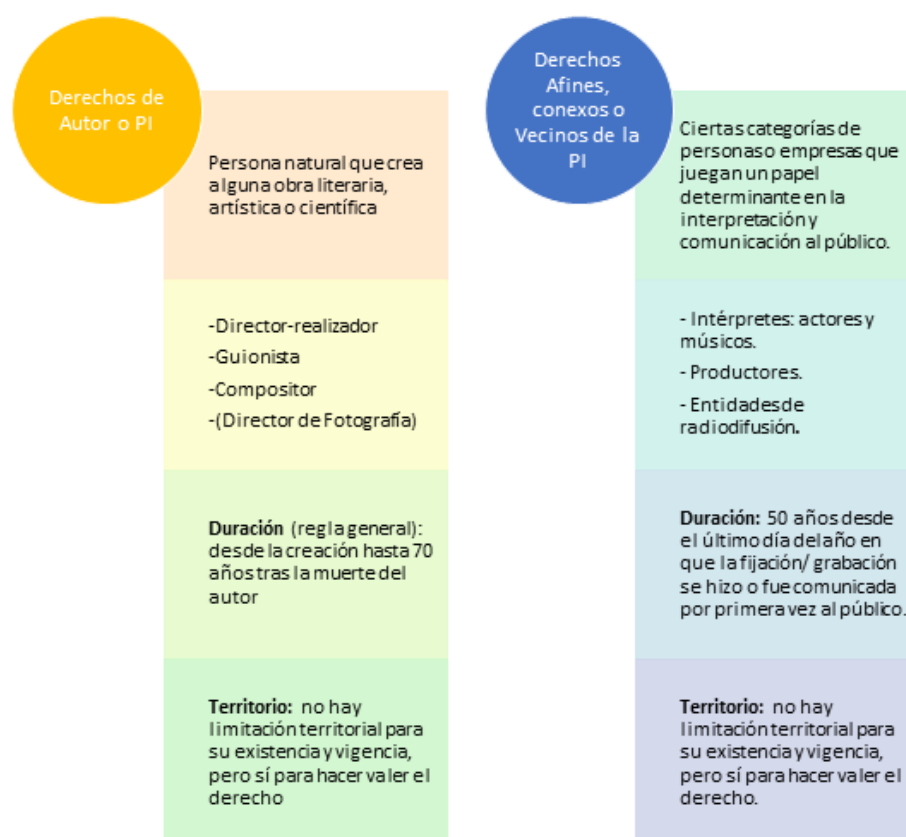 Derechos de
Autor o PI
Persona natural que crea
alguna obra literaria,
artística o científica
-Director-realizador
-Guionista
-Compositor
-(Director de Fotografía)
Duración (regla general):
desde la creación hasta 70
años tras la muerte del
autor
Territorio: no hay
limitación territorial para
su existencia y vigencia,
pero sí para hacer valer el
derecho
Derechos
Afines,
conexos o
Vecinos de la
PI
Ciertas categorías de
personaso empresas que
juegan un papel
determinante en la
interpretación y
comunicación al público.
- Intérpretes: actores y
músicos.
- Productores.
- Entidades de
radiodifusión.
Duración: 50 años desde
el último día del año en
que la fijación/ grabación
se hizo o fue comunicada
por primera vez al público.
Territorio: no hay
limitación territorial para
su existencia y vigencia,
pero sí para hacer valer el
derecho.